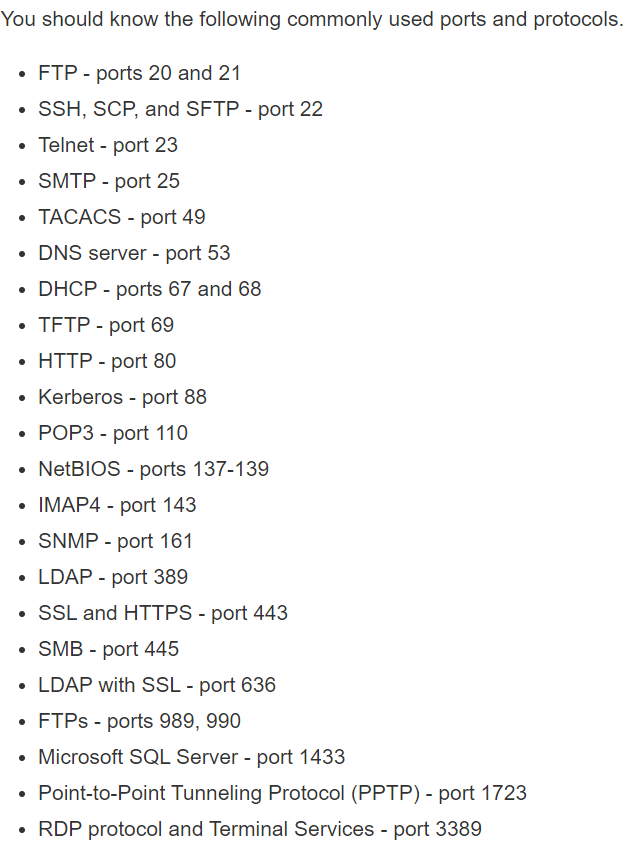 You should know the following commonly used ports and protocols.
• FTP - ports 20 and 21
• SSH, SCP, and SFTP - port 22
• Telnet - port 23
• SMTP - port 25
• TACACS - port 49
• DNS server - port 53
• DHCP - ports 67 and 68
• TFTP - port 69
• HTTP - port 80
• Kerberos - port 88
• POP3 - port 110
• NetBIOS - ports 137-139
• IMAP4 - port 143
• SNMP - port 161
• LDAP - port 389
• SSL and HTTPS - port 443
• SMB - port 445
• LDAP with SSL - port 636
• FTPs - ports 989, 990
• Microsoft SQL Server - port 1433
• Point-to-Point Tunneling Protocol (PPTP) - port 1723
• RDP protocol and Terminal Services - port 3389